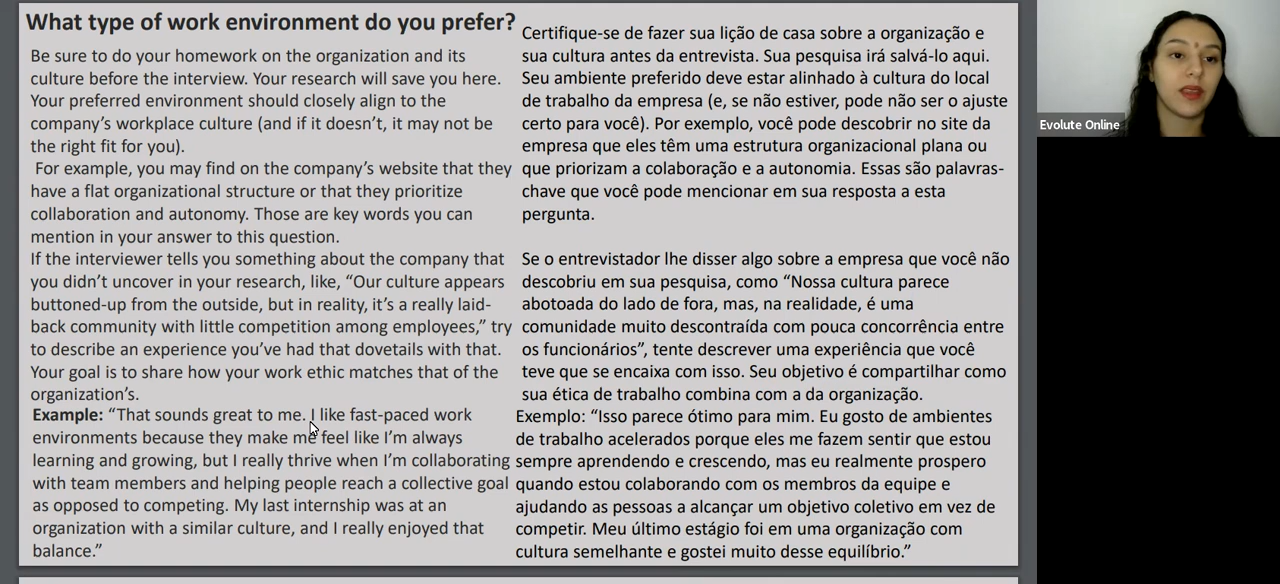 What type of work environment do you prefer?
Be sure to do your homework on the organization and its
culture before the interview. Your research will save you here.
Your preferred environment should closely align to the
company’s workplace culture (and if it doesn’t, it may not be
the right fit for you).
For example, you may find on the company’s website that they
have a flat organizational structure or that they prioritize
collaboration and autonomy. Those are key words you can
mention in your answer to this question.
If the interviewer tells you something about the company that
you didn’t uncover in your research, like, “Our culture appears
buttoned-up from the outside, but in reality, it’s a really laid-
back community with little competition among employees,” try
to describe an experience you’ve had that dovetails with that.
Your goal is to share how your work ethic matches that of the
organization’s.
Example: “That sounds great to me. I like fast-paced work
environments because they make me feel like I’m always
learning and growing, but I really thrive when I’m collaborating
with team members and helping people reach a collective goal
as opposed to competing. My last internship was at an
organization with a similar culture, and I really enjoyed that
balance.”
Certifique-se de fazer sua lição de casa sobre a organização e
sua cultura antes da entrevista. Sua pesquisa irá salvá-lo aqui.
Seu ambiente preferido deve estar alinhado à cultura do local
de trabalho da empresa (e, se não estiver, pode não ser o ajuste
certo para você). Por exemplo, você pode descobrir no site da
empresa que eles têm uma estrutura organizacional plana ou
que priorizam a colaboração e a autonomia. Essas são palavras-
chave que você pode mencionar em sua resposta a esta
pergunta.
Se o entrevistador lhe disser algo sobre a empresa que você não
descobriu em sua pesquisa, como “Nossa cultura parece
abotoada do lado de fora, mas, na realidade, é uma
comunidade muito descontraída com pouca concorrência entre
os funcionários”, tente descrever uma experiência que você
teve que se encaixa com isso. Seu objetivo é compartilhar como
sua ética de trabalho combina com a da organização.
Exemplo: “Isso parece ótimo para mim. Eu gosto de ambientes
de trabalho acelerados porque eles me fazem sentir que estou
sempre aprendendo e crescendo, mas eu realmente prospero
quando estou colaborando com os membros da equipe e
ajudando as pessoas a alcançar um objetivo coletivo em vez de
competir. Meu último estágio foi em uma organização com
cultura semelhante e gostei muito desse equilíbrio.”
Evolute Online